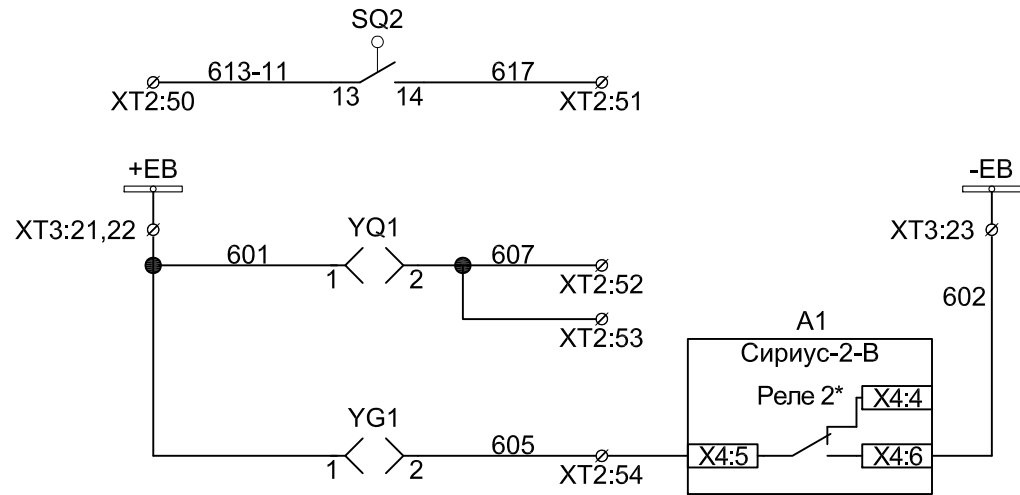 SQ2
613-11
617
13
14
XT2:50
XT2:51
+EB
-EB
XT3:21,22
YQ1
XT3:23
601
607
1
2
XT2:52
602
XT2:53
A1
Сириус-2-В
Реле 2*
X4:4
YG1
605
1
2
XT2:54
X4:5
X4:6